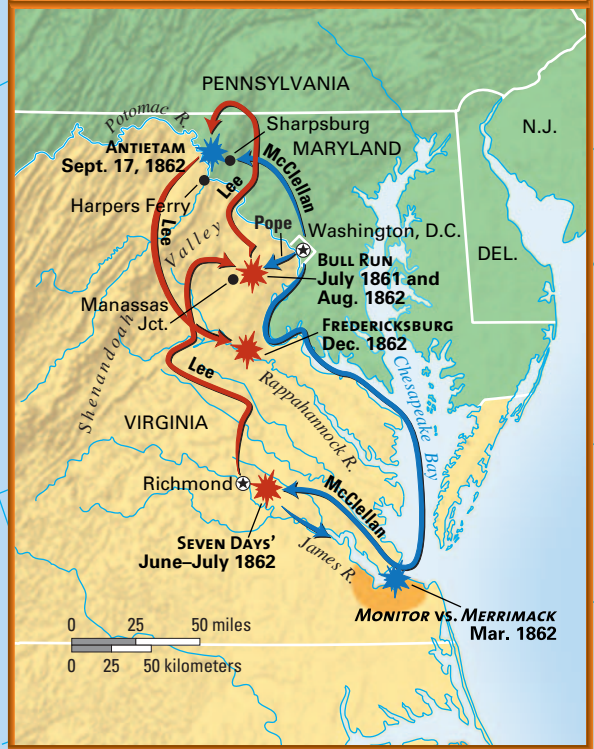 PENNSYLVANIA
Potomac R.
Sharpsburg
N.J.
ANTIETAM
Sept. 17, 1862
MARYLAND
McClellan
Harpers Ferry
Lee
Lee
Valley
Pope
Washington, D.C.
DEL.
BULL RUN
July 1861 and
Aug. 1862
Manassas
Jct.
Shenandoah
FREDERICKSBURG
Dec. 1862
Lee
Rappahannock R.
Chesapeake Bay
VIRGINIA
Richmond
McClellan
SEVEN DAYS'
June–July 1862
James R.
MONITOR VS. MERRIMACK
Mar. 1862
0 25 50 miles
0 25 50 kilometers